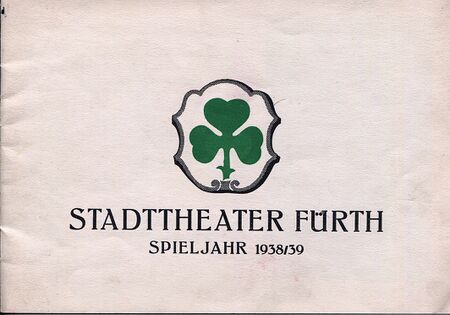 STADTTHEATER FÜRTH
SPIELJAHR 1938/39